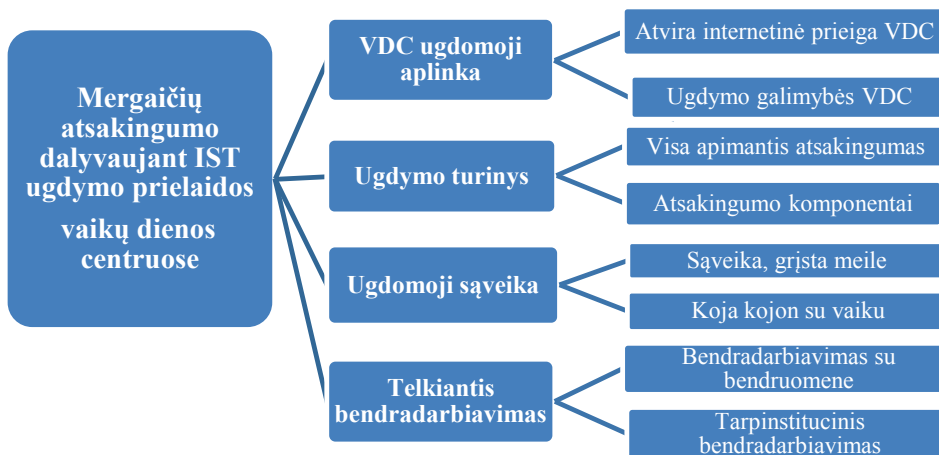 Mergaičių
atsakingumo
dalyvaujant IST
ugdymo prielaidos
vaikų dienos
centruose
VDC ugdomoji
aplinka
Atvira internetinė prieiga VDC
Ugdymo galimybės VDC
Ugdymo turinys
Visa apimantis atsakingumas
Atsakingumo komponentai
Ugdomoji sąveika
Sąveika, grįsta meile
Koja kojon su vaiku
Telkiantis
bendradarbiavimas
Bendradarbiavimas su
bendruomene
Tarpinstitucinis
bendradarbiavimas